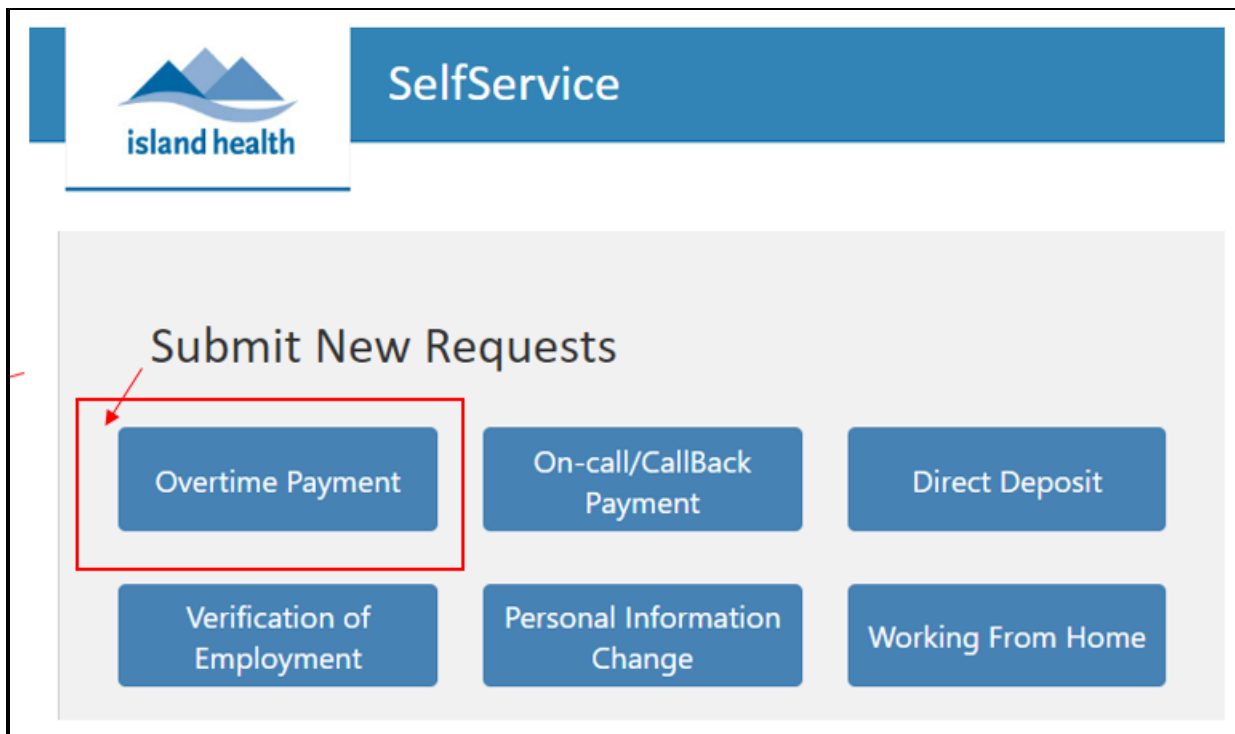 island health
SelfService
Submit New Requests
Overtime Payment
On-call/CallBack
Payment
Direct Deposit
Verification of
Employment
Personal Information
Change
Working From Home